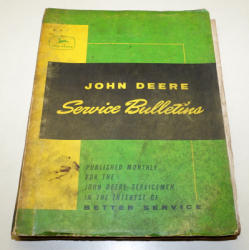 JOHN DEERE
Service Bulletins
PUBLISHED MONTHLY
FOR THE
JOHN DEERE SERVICEMEN
IN THE INTEREST OF
BETTER SERVICE